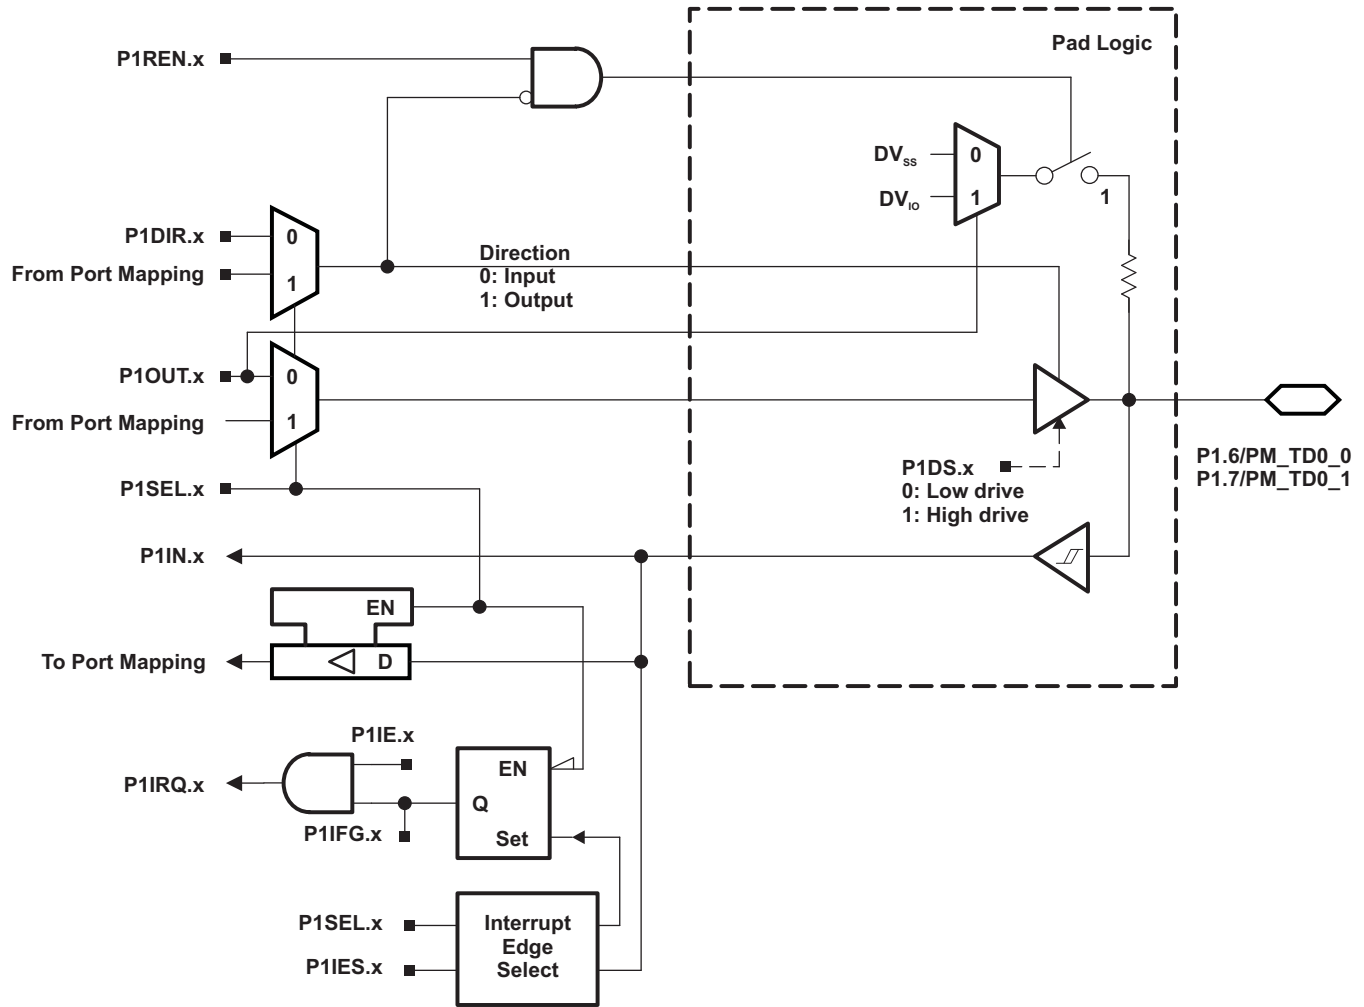 Pad Logic
P1REN.x
DVSS
0
DVIO
1
1
P1DIR.x
0
From Port Mapping
1
Direction
0: Input
1: Output
P1OUT.x
0
From Port Mapping
1
P1DS.x
0: Low drive
1: High drive
P1.6/PM_TD0_0
P1.7/PM_TD0_1
P1SEL.x
P1IN.x
EN
To Port Mapping
D
P1IE.x
P1IRQ.x
EN
Q
P1IFG.x
Set
P1SEL.x
P1IES.x
Interrupt
Edge
Select